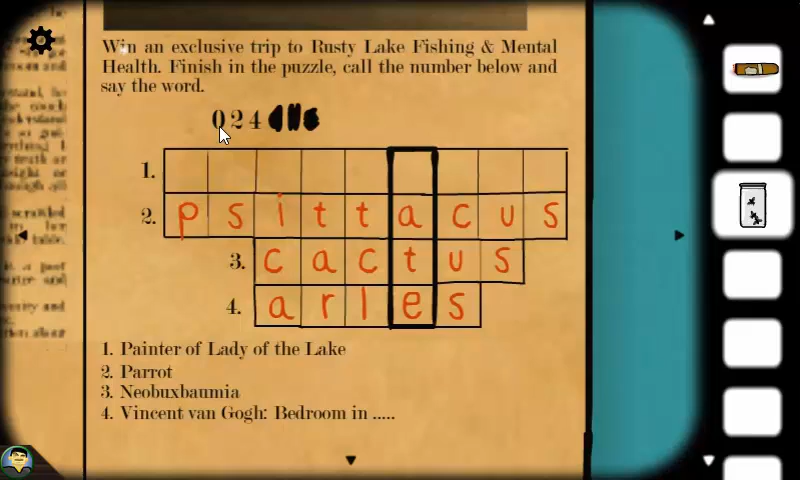 Win an exclusive trip to Rusty Lake Fishing & Mental
Health. Finish in the puzzle, call the number below and
say the word.
024
1.
2. psittacus
3. cactus
4. arles
1. Painter of Lady of the Lake
2. Parrot
3. Neobuxbaumia
4. Vincent van Gogh: Bedroom in .....